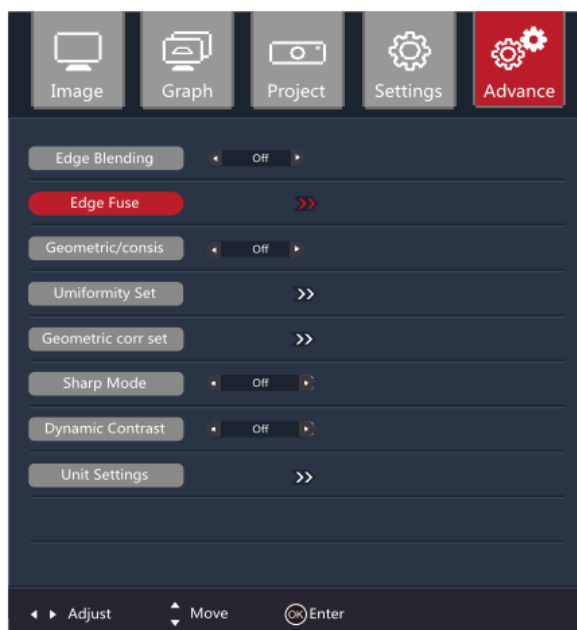 Image Graph Project Settings Advance
Edge Blending Off
Edge Fuse
Geometric/consis Off
Umiformity Set
Geometric corr set
Sharp Mode Off
Dynamic Contrast Off
Unit Settings
Adjust Move OK Enter